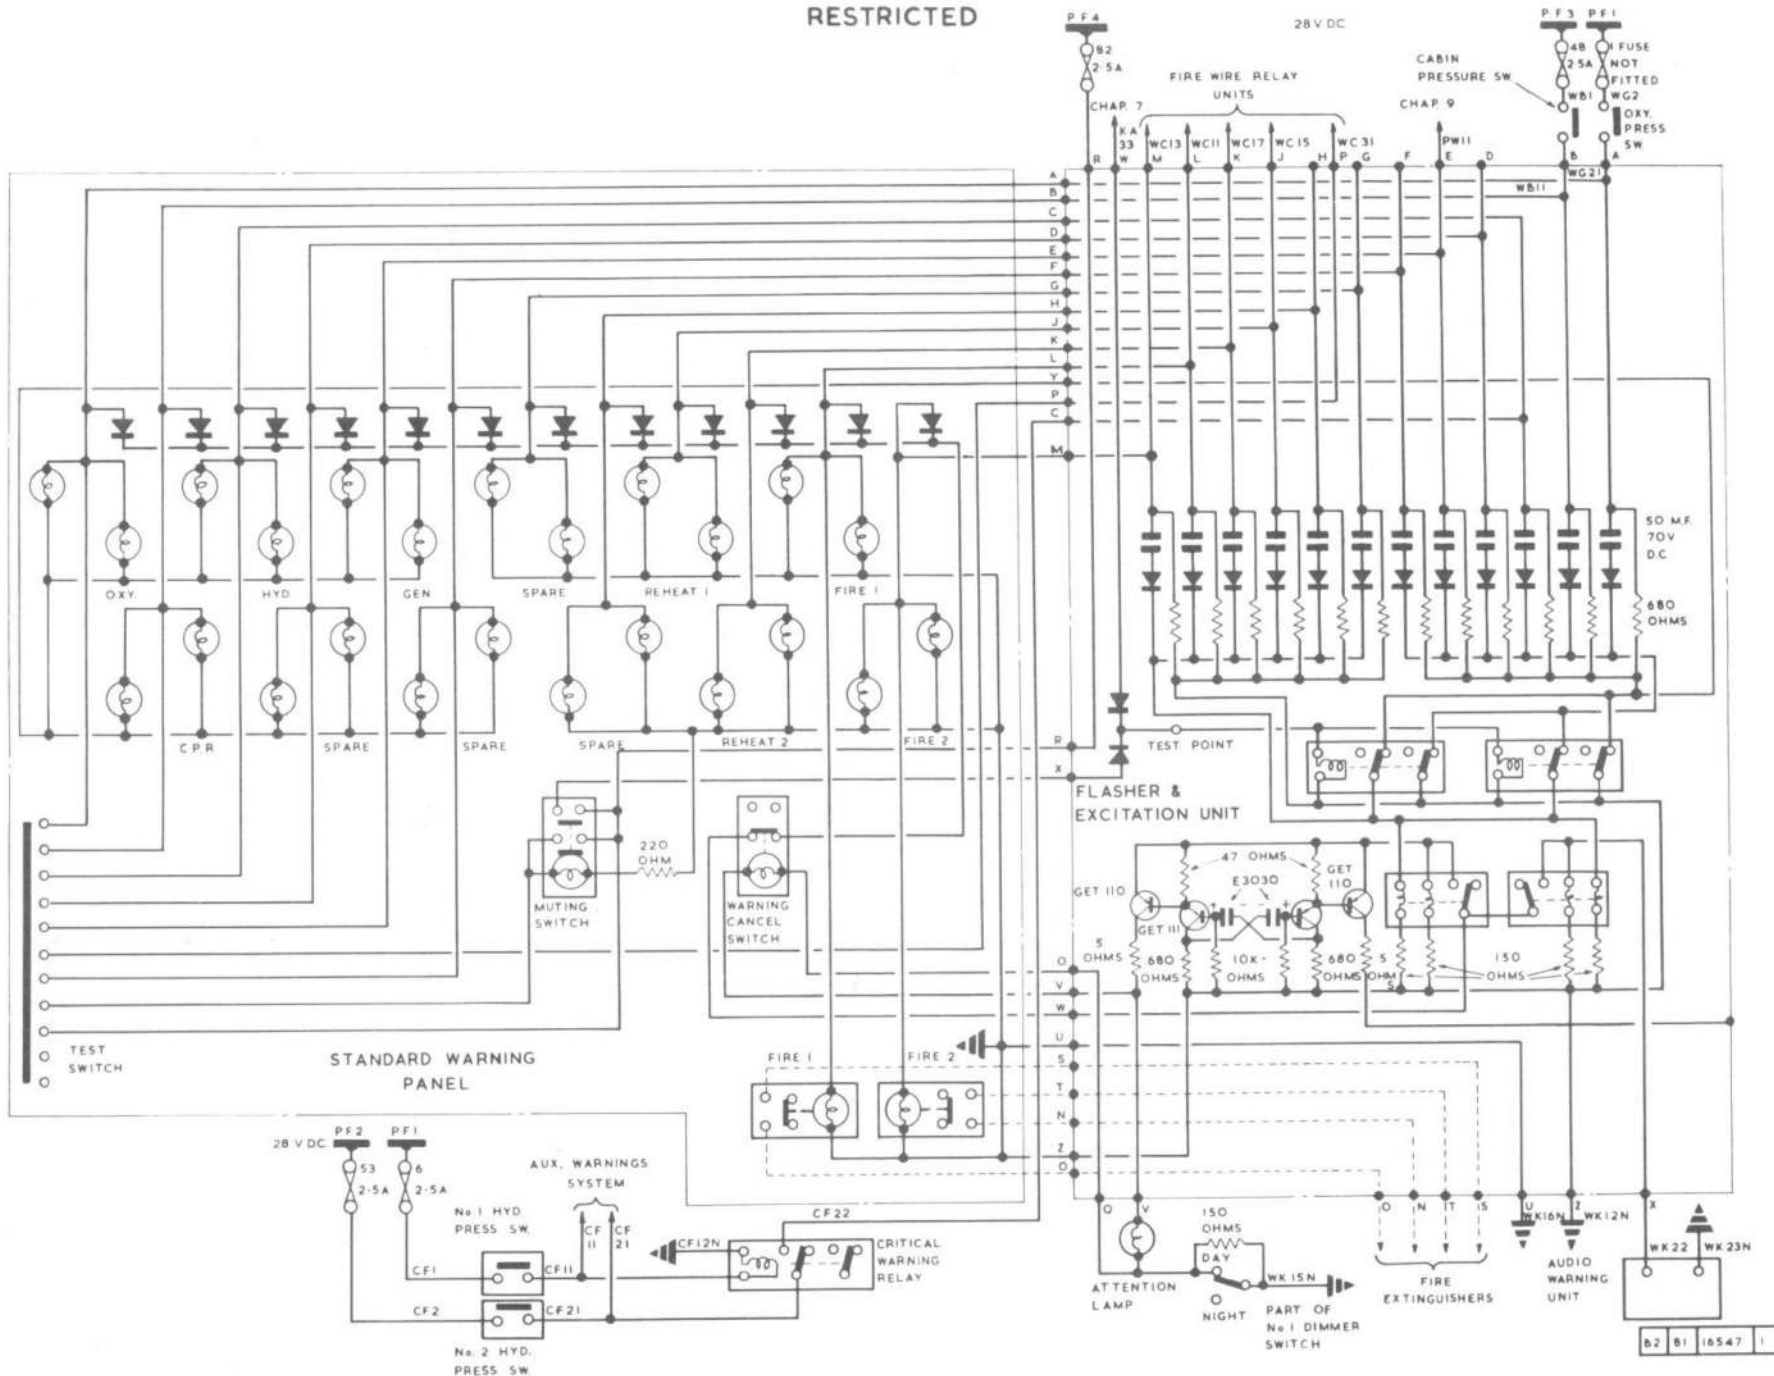 RESTRICTED
PF4
28 V DC
PF3
PF1
82
2·5A
48
2·5A
1 FUSE
NOT
FITTED
CABIN
PRESSURE SW.
FIRE WIRE RELAY
UNITS
WB1
WG2
OXY.
PRESS
SW
CHAP. 7
CHAP. 9
KA
33
WC13
WC11
WC17
WC15
WC31
PW11
R
W
M
L
K
J
H
P
G
F
E
D
B
A
WG21
WB11
A
B
C
D
E
F
G
H
J
K
L
Y
P
C
M
50 M.F.
70V
D.C
680
OHMS
OXY.
HYD
GEN
SPARE
REHEAT 1
FIRE 1
C.P.R
SPARE
SPARE
SPARE
REHEAT 2
FIRE 2
R
X
TEST POINT
FLASHER &
EXCITATION UNIT
220
OHM
MUTING
SWITCH
WARNING
CANCEL
SWITCH
47 OHMS
GET 110
E3030
GET
110
GET 111
+
+
5
OHMS
680
OHMS
10K-
OHMS
680
OHMS
5
OHM
S
150
OHMS
TEST
SWITCH
STANDARD WARNING
PANEL
FIRE 1
FIRE 2
O
V
W
U
S
T
N
Z
O
28 V DC
PF2
PF1
53
2·5A
6
2·5A
AUX. WARNINGS
SYSTEM
No 1 HYD
PRESS SW.
CF
11
CF
21
CF22
CF12N
CRITICAL
WARNING
RELAY
CF1
CF11
CF2
CF21
No. 2 HYD.
PRESS SW.
Q
V
150
OHMS
DAY
WK15N
ATTENTION
LAMP
NIGHT
PART OF
No 1 DIMMER
SWITCH
O
N
T
S
U
Z
X
WK16N
WK12N
FIRE
EXTINGUISHERS
AUDIO
WARNING
UNIT
WK22
WK23N
B2 B1 16547 1